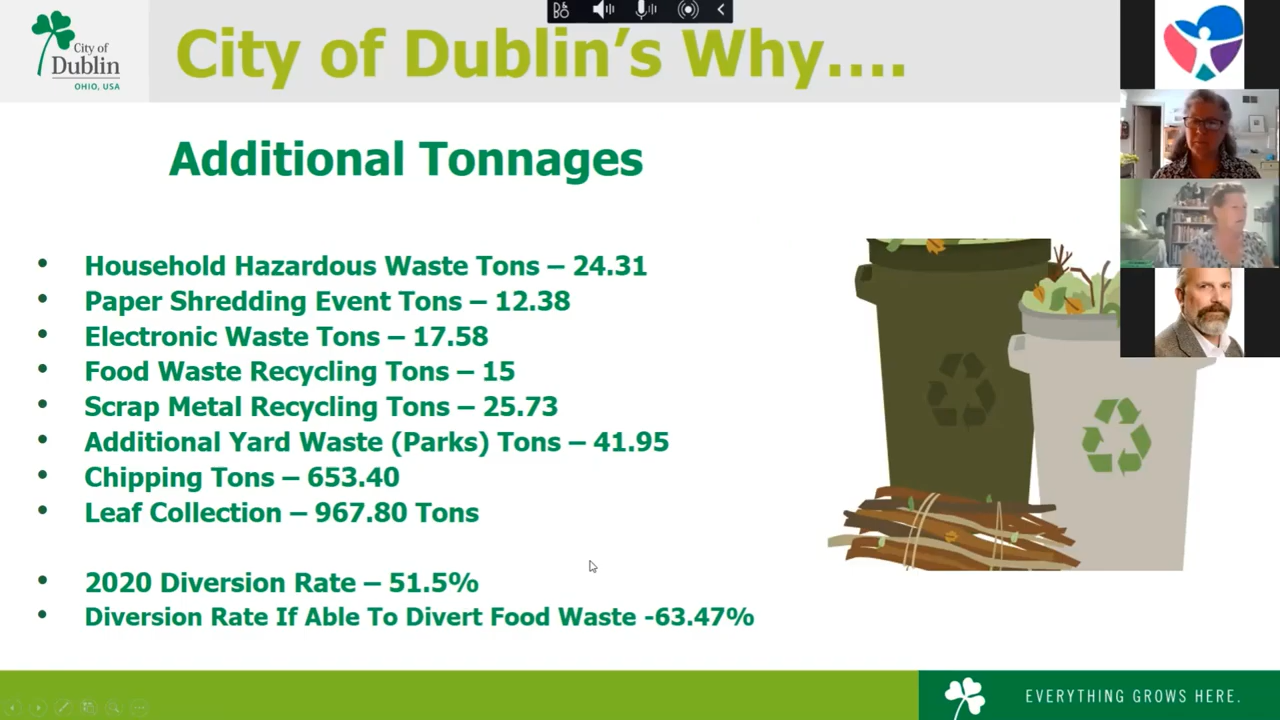 City of
Dublin
OHIO, USA
City of Dublin's Why....
Additional Tonnages
• Household Hazardous Waste Tons – 24.31
• Paper Shredding Event Tons – 12.38
• Electronic Waste Tons – 17.58
• Food Waste Recycling Tons – 15
• Scrap Metal Recycling Tons – 25.73
• Additional Yard Waste (Parks) Tons – 41.95
• Chipping Tons – 653.40
• Leaf Collection – 967.80 Tons
• 2020 Diversion Rate – 51.5%
• Diversion Rate If Able To Divert Food Waste -63.47%
EVERYTHING GROWS HERE.